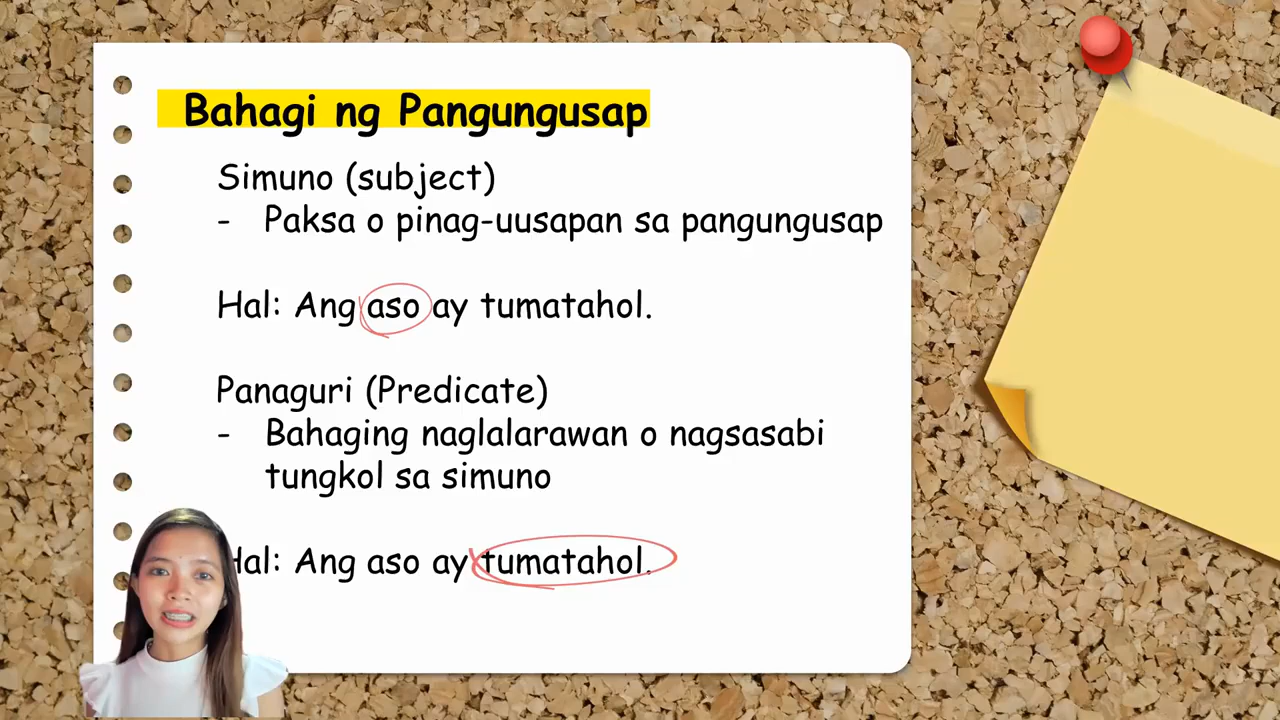 Bahagi ng Pangungusap
Simuno (subject)
- Paksa o pinag-uusapan sa pangungusap
Hal: Ang aso ay tumatahol.
Panaguri (Predicate)
- Bahaging naglalarawan o nagsasabi
tungkol sa simuno
Hal: Ang aso ay tumatahol.